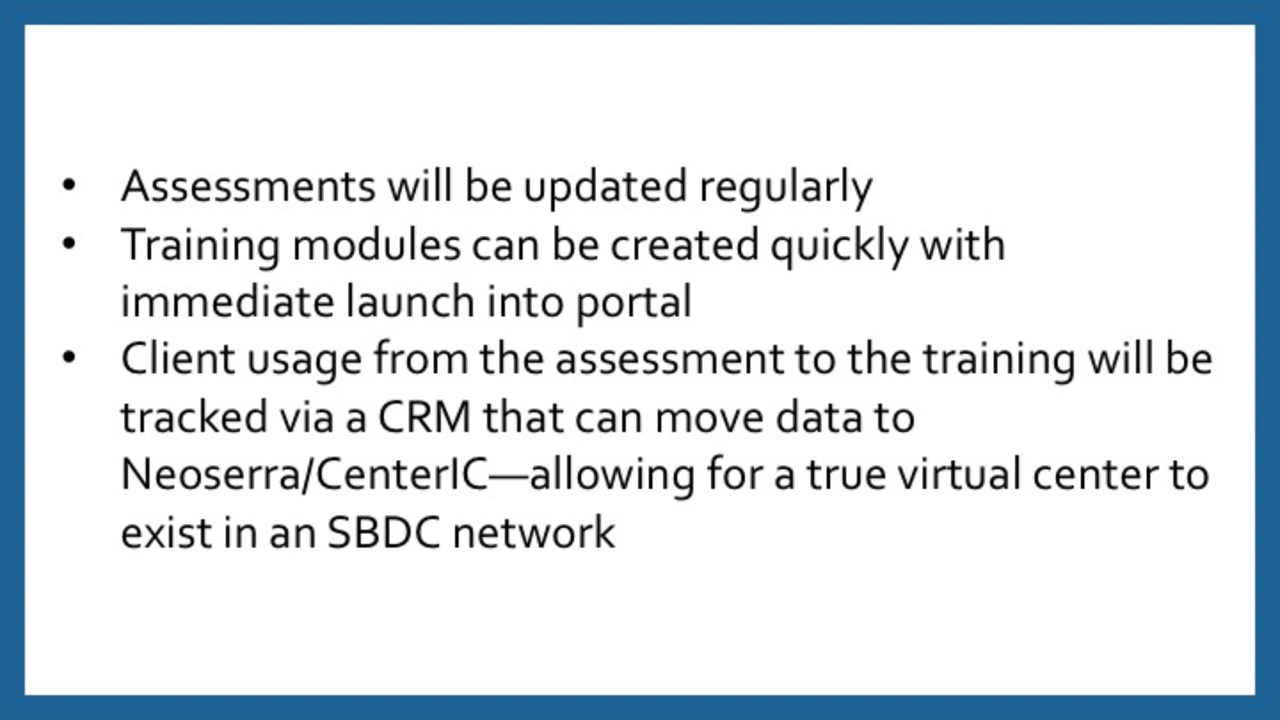 • Assessments will be updated regularly
• Training modules can be created quickly with
immediate launch into portal
• Client usage from the assessment to the training will be
tracked via a CRM that can move data to
Neoserra/CenterIC—allowing for a true virtual center to
exist in an SBDC network